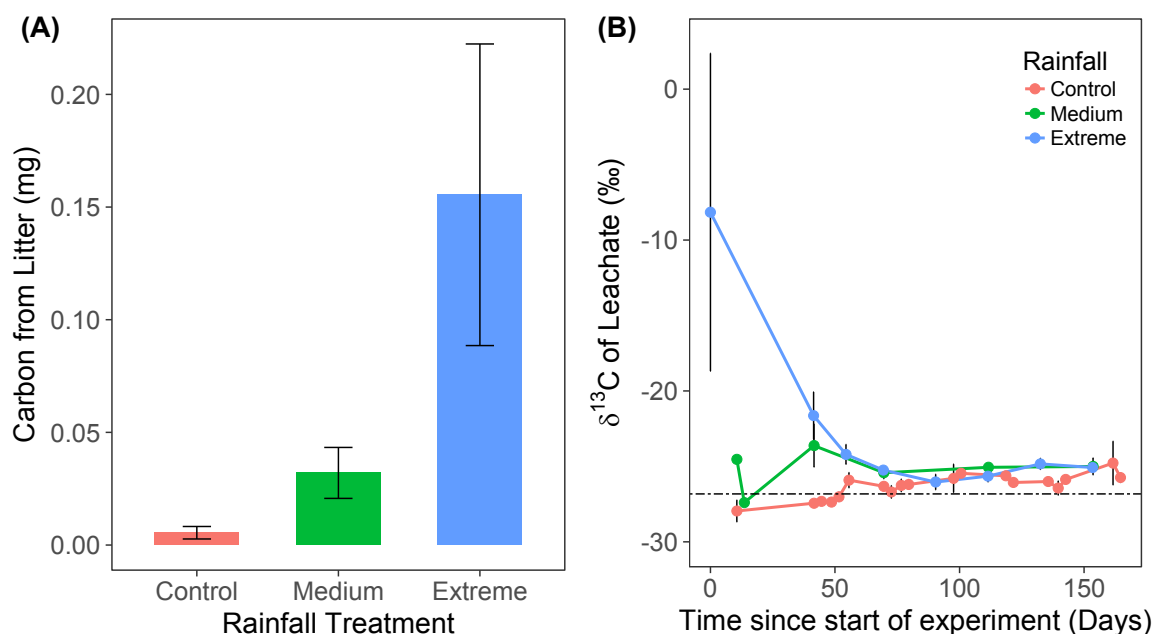 (A)
Carbon from Litter (mg)
0.20
0.15
0.10
0.05
0.00
Control Medium Extreme
Rainfall Treatment
(B)
δ¹³C of Leachate (‰)
0
-10
-20
-30
Rainfall
Control
Medium
Extreme
0 50 100 150
Time since start of experiment (Days)